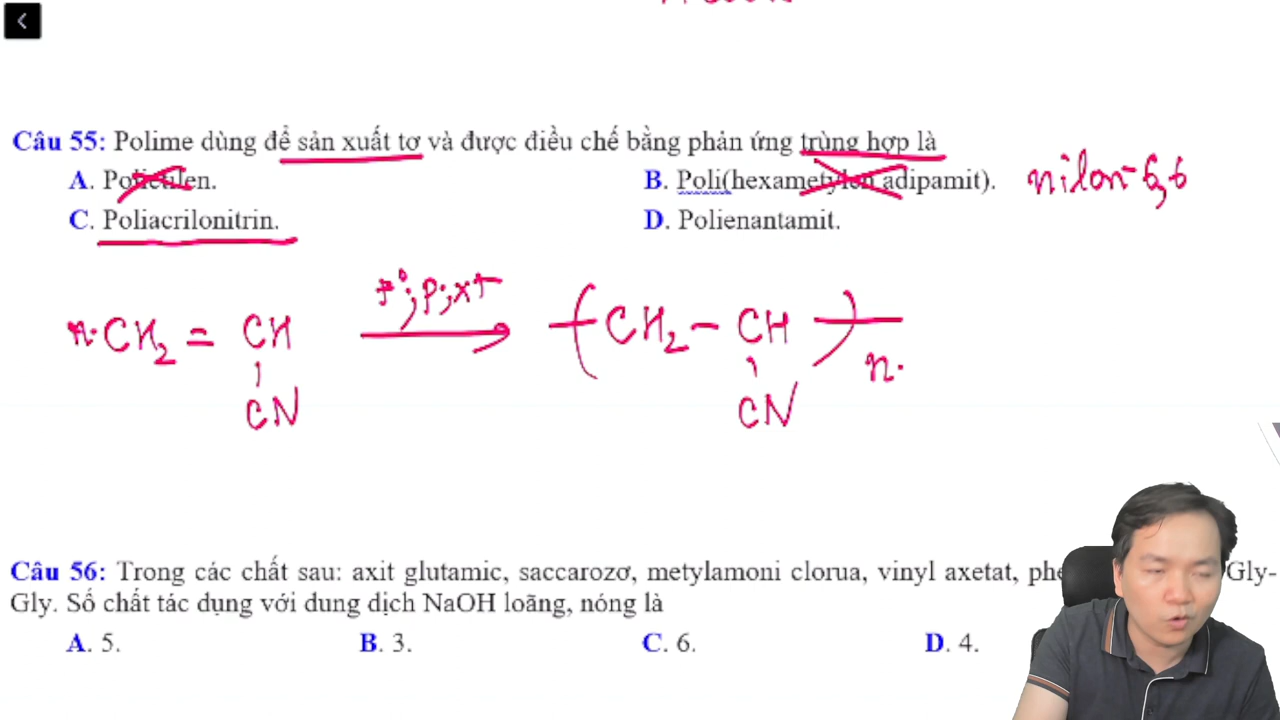 Câu 55: Polime dùng để sản xuất tơ và được điều chế bằng phản ứng trùng hợp là
A. Polietilen. B. Poli(hexametylen adipamit). nilon-6,6
C. Poliacrilonitrin. D. Polienantamit.
t°; p; xt
n. CH₂ = CH ( CH₂ - CH ) n.
CN CN
Câu 56: Trong các chất sau: axit glutamic, saccarozơ, metylamoni clorua, vinyl axetat, Gly-
Gly. Số chất tác dụng với dung dịch NaOH loãng, nóng là
A. 5. B. 3. C. 6. D. 4.